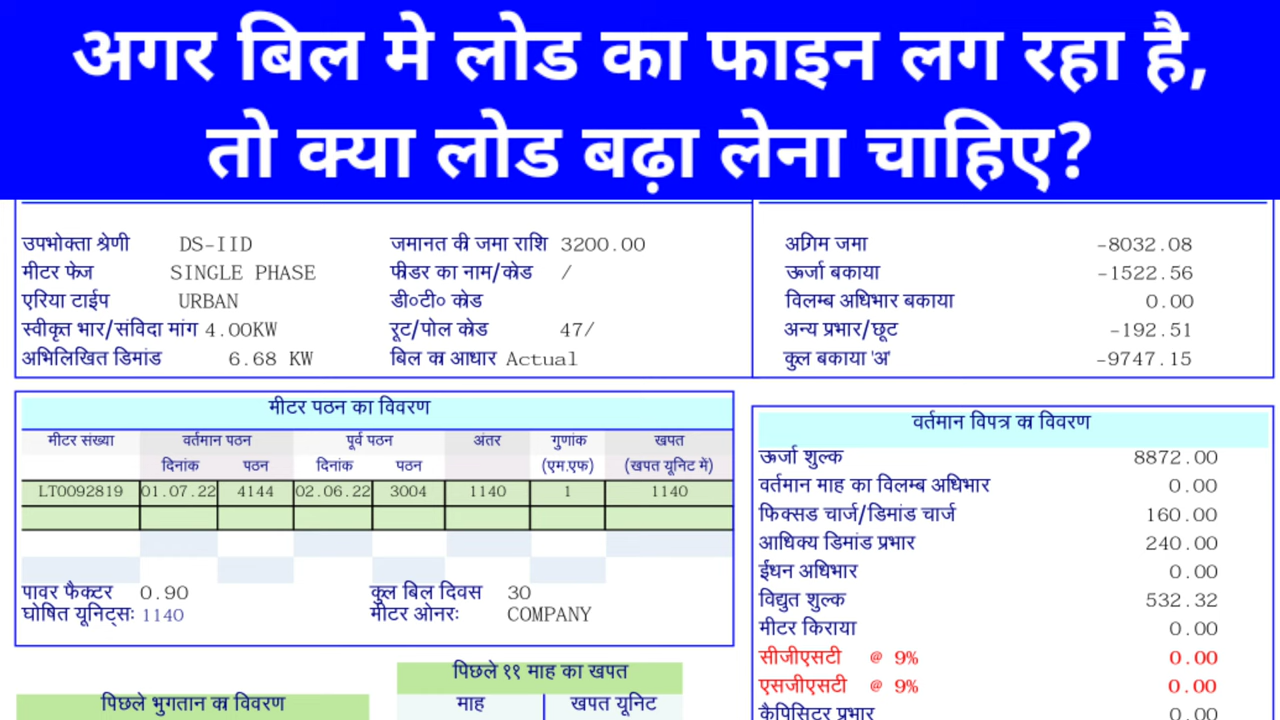 अगर बिल मे लोड का फाइन लग रहा है,
तो क्या लोड बढ़ा लेना चाहिए?
उपभोक्ता श्रेणी DS-IID
मीटर फेज SINGLE PHASE
एरिया टाईप URBAN
स्वीकृत भार/संविदा मांग 4.00KW
अभिलिखित डिमांड 6.68 KW
जमानत की जमा राशि 3200.00
फीडर का नाम/कोड /
डी०टी० कोड
रूट/पोल कोड 47/
बिल का आधार Actual
अग्रिम जमा -8032.08
ऊर्जा बकाया -1522.56
विलम्ब अधिभार बकाया 0.00
अन्य प्रभार/छूट -192.51
कुल बकाया 'अ' -9747.15
मीटर पठन का विवरण
मीटर संख्या वर्तमान पठन पूर्व पठन अंतर गुणांक खपत
दिनांक पठन दिनांक पठन (एम.एफ) (खपत यूनिट में)
LT0092819 01.07.22 4144 02.06.22 3004 1140 1 1140
पावर फैक्टर 0.90 कुल बिल दिवस 30
घोषित यूनिट्सः 1140 मीटर ओनरः COMPANY
वर्तमान विपत्र का विवरण
ऊर्जा शुल्क 8872.00
वर्तमान माह का विलम्ब अधिभार 0.00
फिक्सड चार्ज/डिमांड चार्ज 160.00
आधिक्य डिमांड प्रभार 240.00
ईधन अधिभार 0.00
विद्युत शुल्क 532.32
मीटर किराया 0.00
सीजीएसटी @ 9% 0.00
एसजीएसटी @ 9% 0.00
कैपिसिटर प्रभार 0.00
पिछले भुगतान का विवरण
पिछले ११ माह का खपत
माह खपत यूनिट